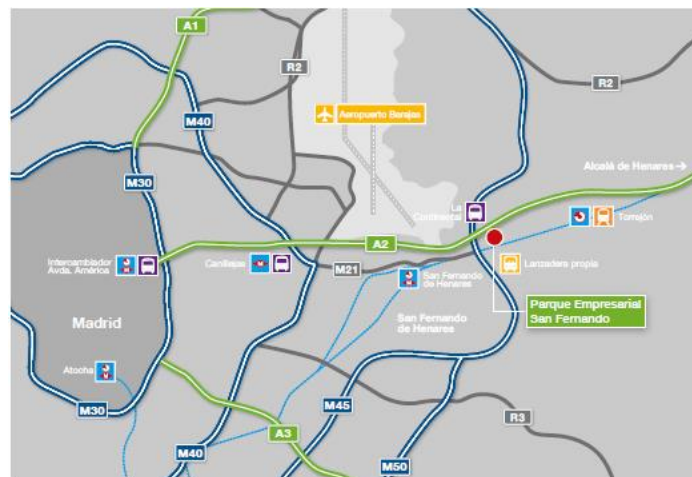 A1
R2
M40
Aeropuerto Barajas
R2
M30
Alcalá de Henares →
La
Continental
Torrejón
A2
Intercambiador
Avda. América
Canillejas
M21
San Fernando
de Henares
Lanzadera propia
Parque Empresarial
San Fernando
Madrid
San Fernando
de Henares
Atocha
M30
M45
R3
A3
M40
M50